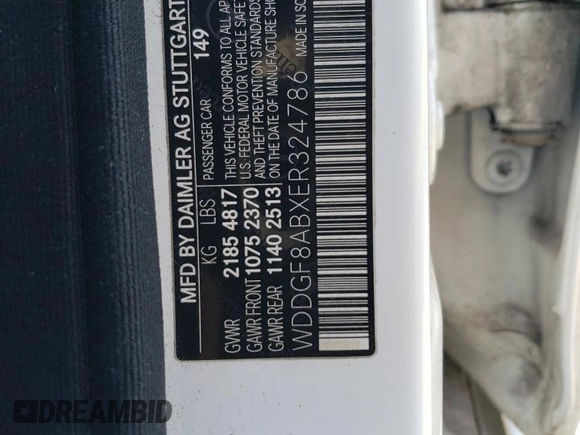 MFD BY DAIMLER AG STUTTGART
149
PASSENGER CAR
THIS VEHICLE CONFORMS TO ALL AP
U.S. FEDERAL MOTOR VEHICLE SAFE
AND THEFT PREVENTION STANDARDS
ON THE DATE OF MANUFACTURE SHO
MADE IN
KG LBS
GVWR 2185 4817
GAWR FRONT 1075 2370
GAWR REAR 1140 2513
WDDGF8ABXER324786
DREAMBID